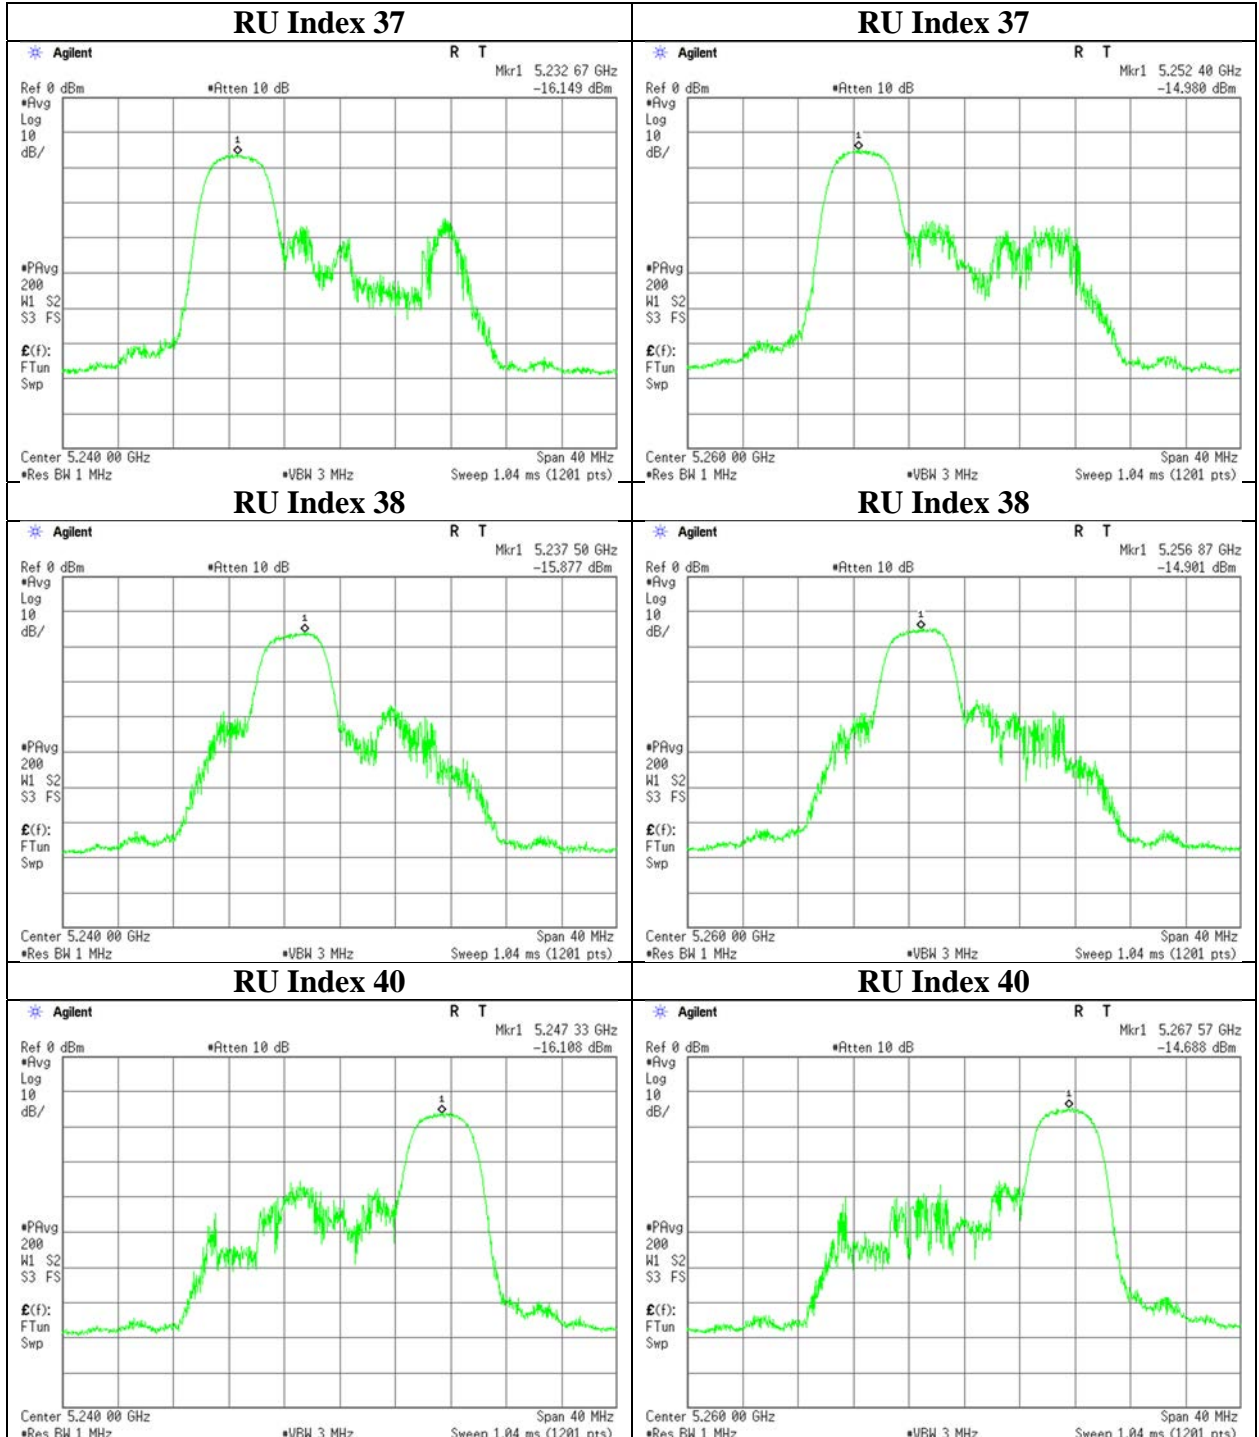 RU Index 37
Agilent
R T
Mkr1 5.232 67 GHz
Ref 0 dBm
*Atten 10 dB
-16.149 dBm
*Avg
Log
10
dB/
1
*PAvg
200
W1 S2
S3 FS
£(f):
FTun
Swp
Center 5.240 00 GHz
Span 40 MHz
*Res BW 1 MHz
*VBW 3 MHz
Sweep 1.04 ms (1201 pts)
RU Index 37
Agilent
R T
Mkr1 5.252 40 GHz
Ref 0 dBm
*Atten 10 dB
-14.980 dBm
*Avg
Log
10
dB/
1
*PAvg
200
W1 S2
S3 FS
£(f):
FTun
Swp
Center 5.260 00 GHz
Span 40 MHz
*Res BW 1 MHz
*VBW 3 MHz
Sweep 1.04 ms (1201 pts)
RU Index 38
Agilent
R T
Mkr1 5.237 50 GHz
Ref 0 dBm
*Atten 10 dB
-15.877 dBm
*Avg
Log
10
dB/
1
*PAvg
200
W1 S2
S3 FS
£(f):
FTun
Swp
Center 5.240 00 GHz
Span 40 MHz
*Res BW 1 MHz
*VBW 3 MHz
Sweep 1.04 ms (1201 pts)
RU Index 38
Agilent
R T
Mkr1 5.256 87 GHz
Ref 0 dBm
*Atten 10 dB
-14.901 dBm
*Avg
Log
10
dB/
1
*PAvg
200
W1 S2
S3 FS
£(f):
FTun
Swp
Center 5.260 00 GHz
Span 40 MHz
*Res BW 1 MHz
*VBW 3 MHz
Sweep 1.04 ms (1201 pts)
RU Index 40
Agilent
R T
Mkr1 5.247 33 GHz
Ref 0 dBm
*Atten 10 dB
-16.108 dBm
*Avg
Log
10
dB/
1
*PAvg
200
W1 S2
S3 FS
£(f):
FTun
Swp
Center 5.240 00 GHz
Span 40 MHz
*Res BW 1 MHz
*VBW 3 MHz
Sweep 1.04 ms (1201 pts)
RU Index 40
Agilent
R T
Mkr1 5.267 57 GHz
Ref 0 dBm
*Atten 10 dB
-14.688 dBm
*Avg
Log
10
dB/
1
*PAvg
200
W1 S2
S3 FS
£(f):
FTun
Swp
Center 5.260 00 GHz
Span 40 MHz
*Res BW 1 MHz
*VBW 3 MHz
Sweep 1.04 ms (1201 pts)